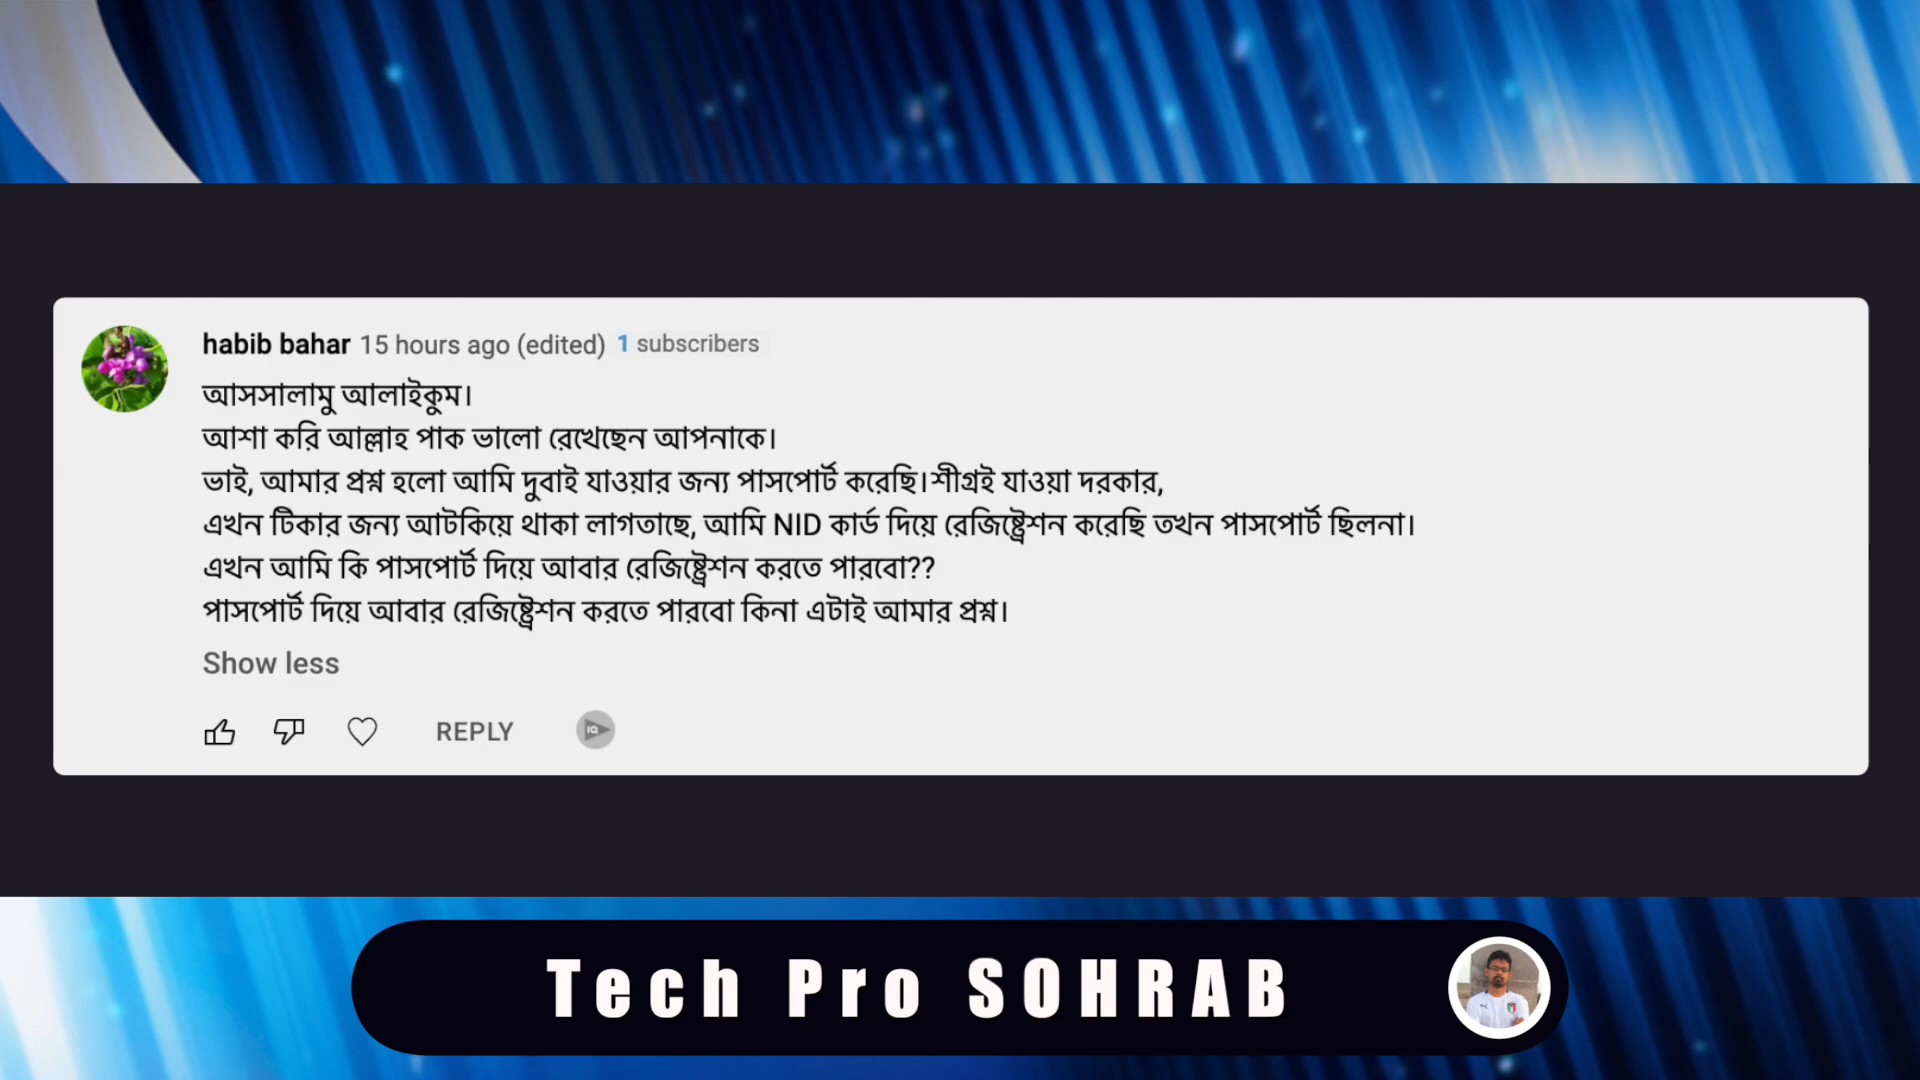 habib bahar 15 hours ago (edited) 1 subscribers
আসসালামু আলাইকুম।
আশা করি আল্লাহ পাক ভালো রেখেছেন আপনাকে।
ভাই, আমার প্রশ্ন হলো আমি দুবাই যাওয়ার জন্য পাসপোর্ট করেছি।শীগ্রই যাওয়া দরকার,
এখন টিকার জন্য আটকিয়ে থাকা লাগতাছে, আমি NID কার্ড দিয়ে রেজিষ্ট্রেশন করেছি তখন পাসপোর্ট ছিলনা।
এখন আমি কি পাসপোর্ট দিয়ে আবার রেজিষ্ট্রেশন করতে পারবো??
পাসপোর্ট দিয়ে আবার রেজিষ্ট্রেশন করতে পারবো কিনা এটাই আমার প্রশ্ন।
Show less
REPLY
IQ
Tech Pro SOHRAB